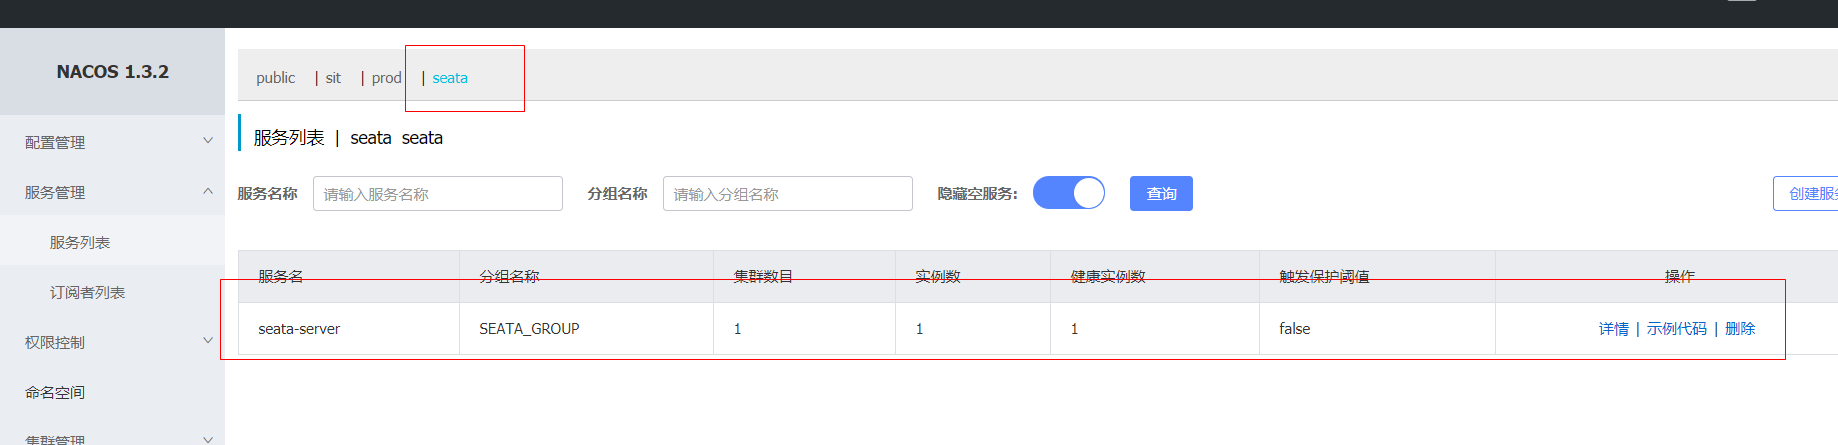 NACOS 1.3.2
public | sit | prod | seata
服务列表 | seata seata
服务名称 请输入服务名称 分组名称 请输入分组名称 隐藏空服务: 查询 创建服务
服务名 分组名称 集群数目 实例数 健康实例数 触发保护阈值 操作
seata-server SEATA_GROUP 1 1 1 false 详情 | 示例代码 | 删除
配置管理
服务管理
服务列表
订阅者列表
权限控制
命名空间
集群管理